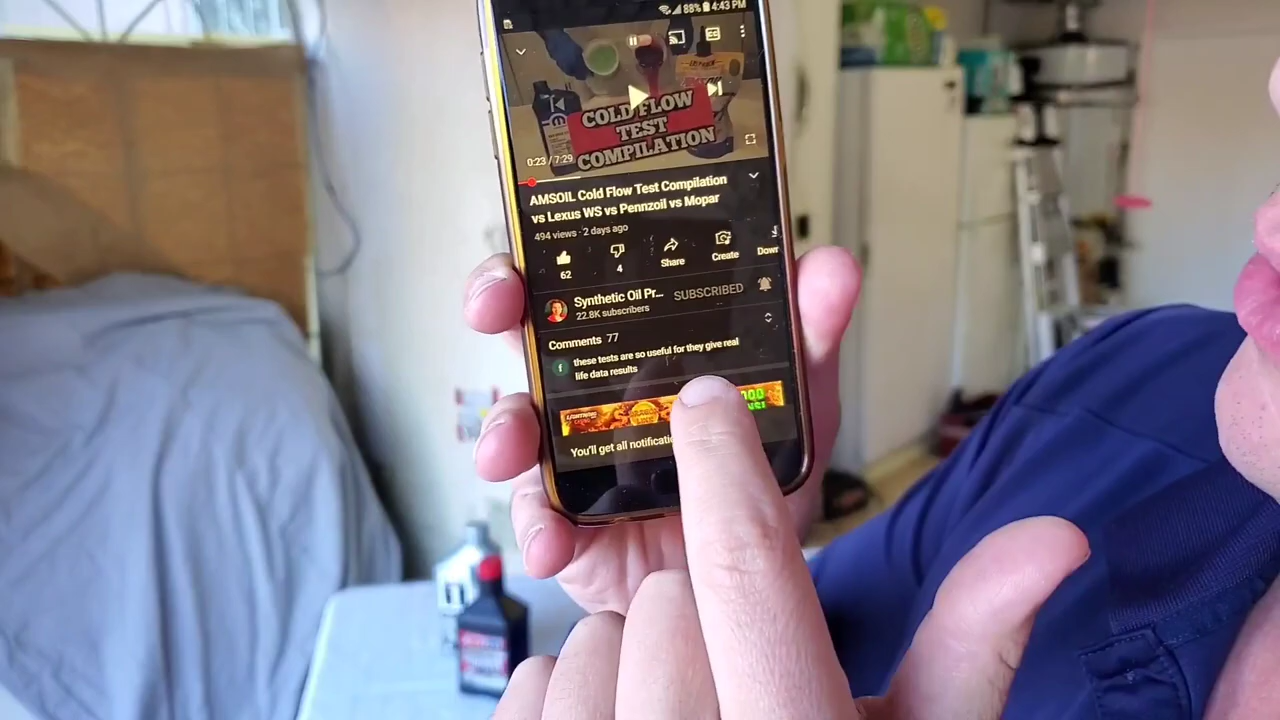 88% 4:43 PM
CC
COLD FLOW
TEST
COMPILATION
0:23 / 7:29
AMSOIL Cold Flow Test Compilation
vs Lexus WS vs Pennzoil vs Mopar
494 views · 2 days ago
62
4
Share
Create
Down
Synthetic Oil Pr...
SUBSCRIBED
22.8K subscribers
Comments 77
f
these tests are so useful for they give real
life data results
You'll get all